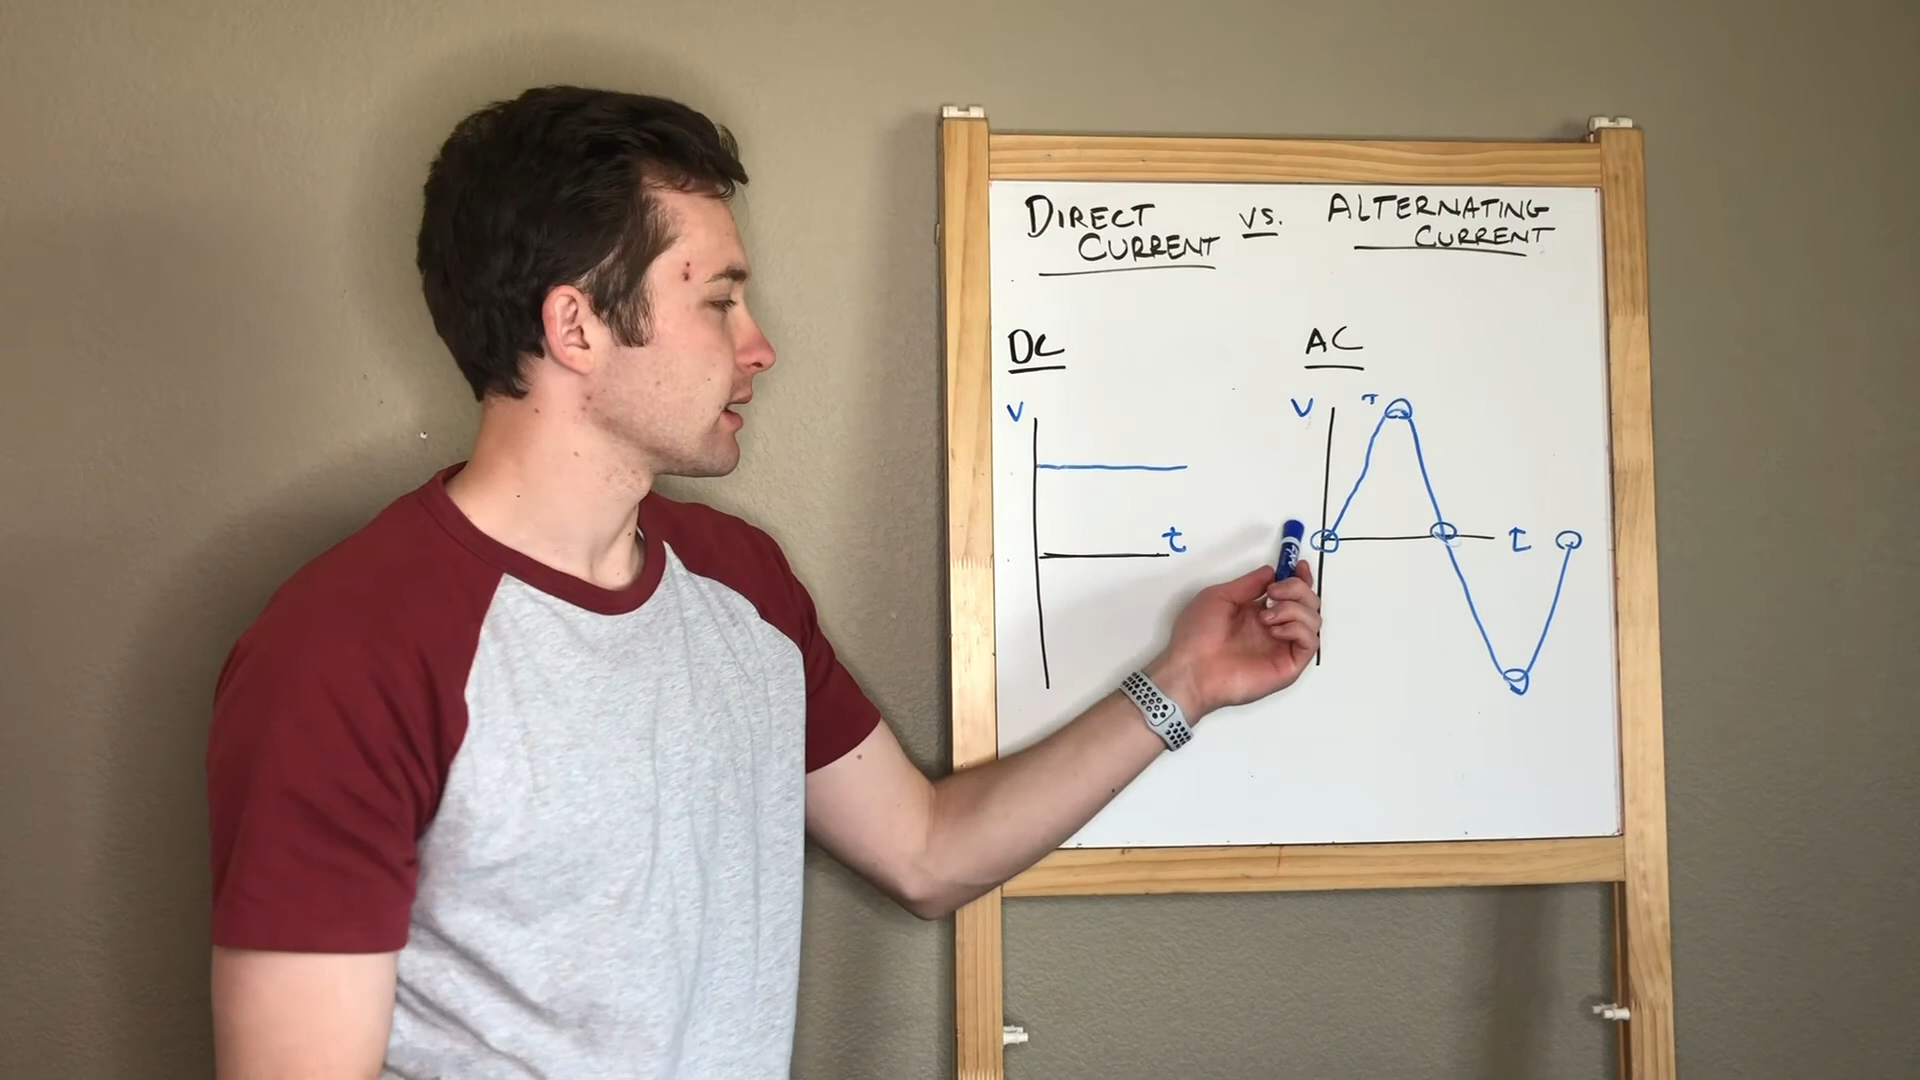 DIRECT
CURRENT
vs.
ALTERNATING
CURRENT
DC
V
t
AC
V
t